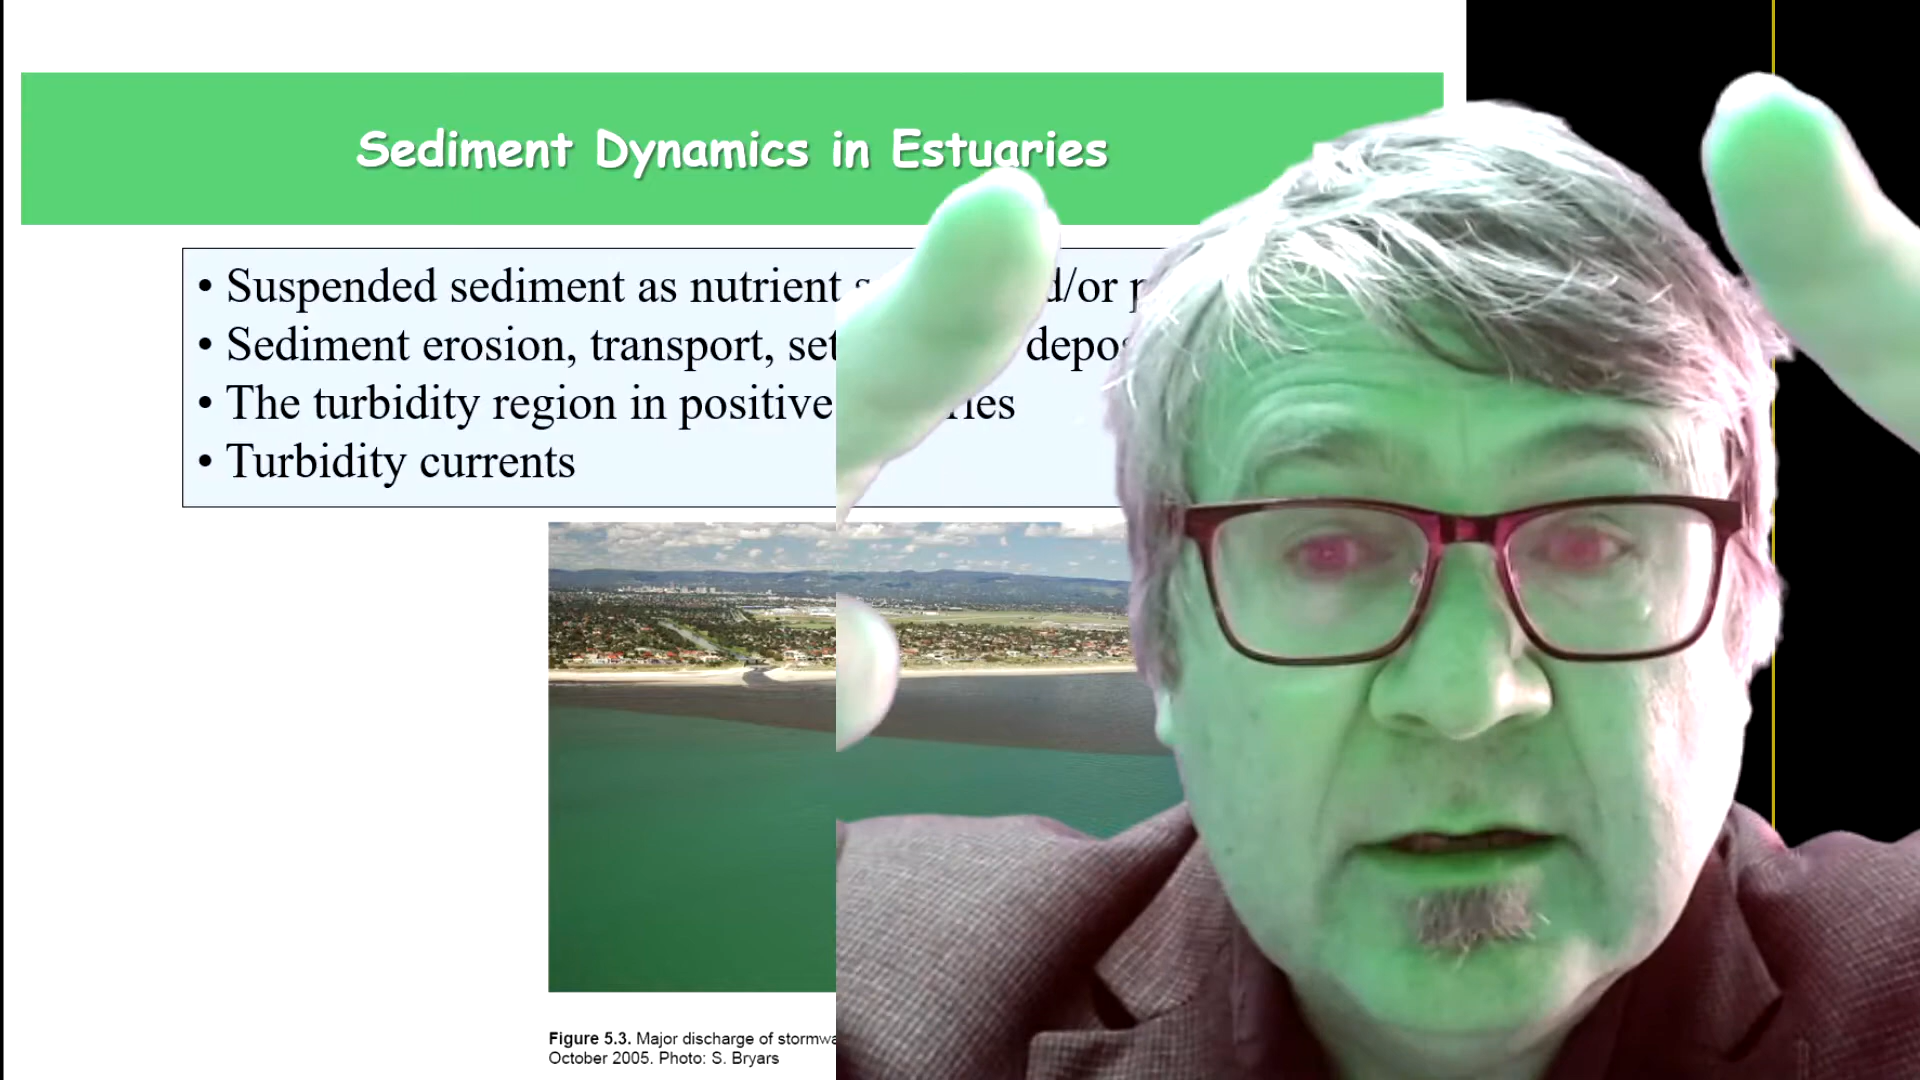 Sediment Dynamics in Estuaries
• Suspended sediment as nutrient /or
• Sediment erosion, transport,
• The turbidity region in positive
• Turbidity currents
Figure 5.3. Major discharge of
October 2005. Photo: S. Bryars